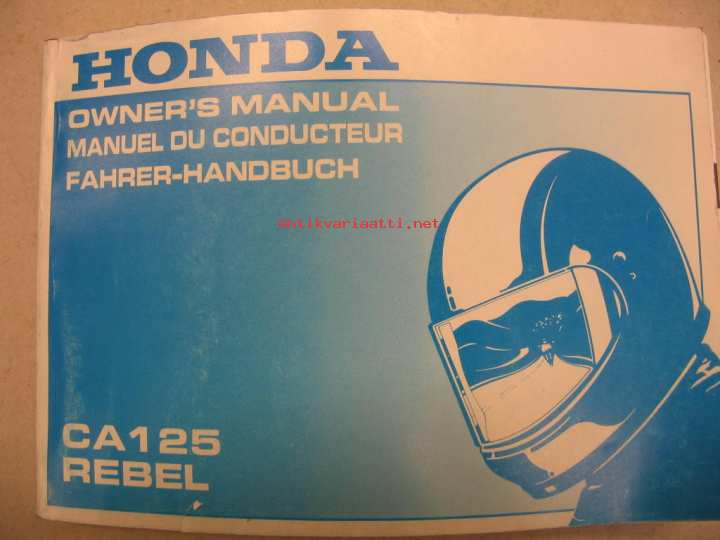 HONDA
OWNER'S MANUAL
MANUEL DU CONDUCTEUR
FAHRER-HANDBUCH
antikvariaatti.net
CA125
REBEL